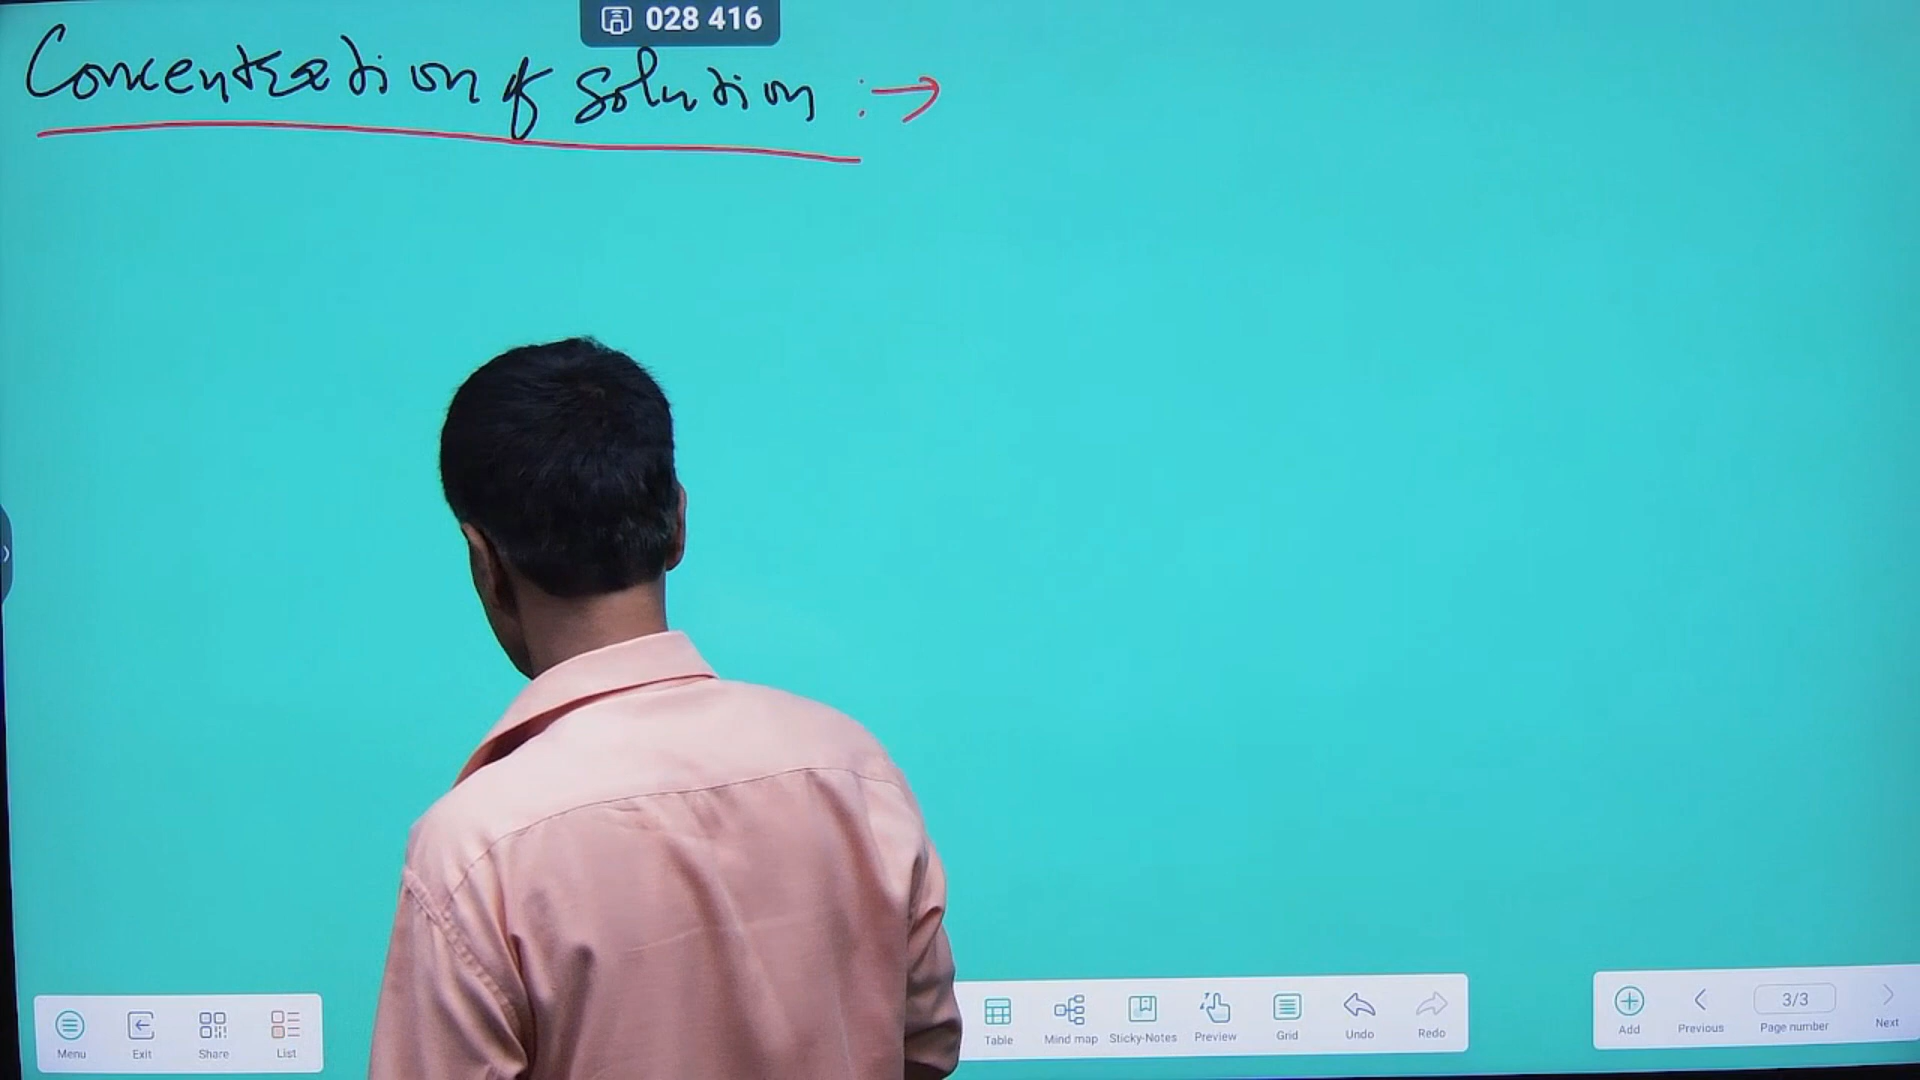 028 416
Concentration of solution :→
Menu Exit Share List
Table Mind map Sticky-Notes Preview Grid Undo Redo
Add Previous 3/3 Page number Next